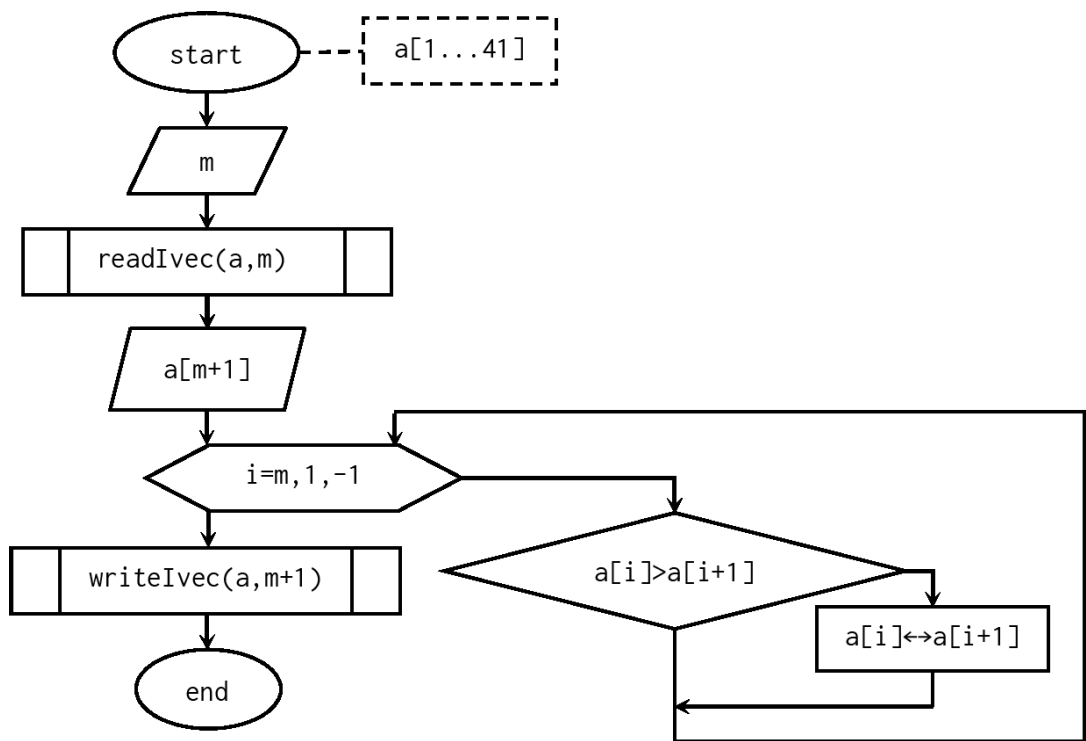 start
a[1...41]
m
readIvec(a,m)
a[m+1]
i=m,1,-1
a[i]>a[i+1]
writeIvec(a,m+1)
a[i]↔a[i+1]
end